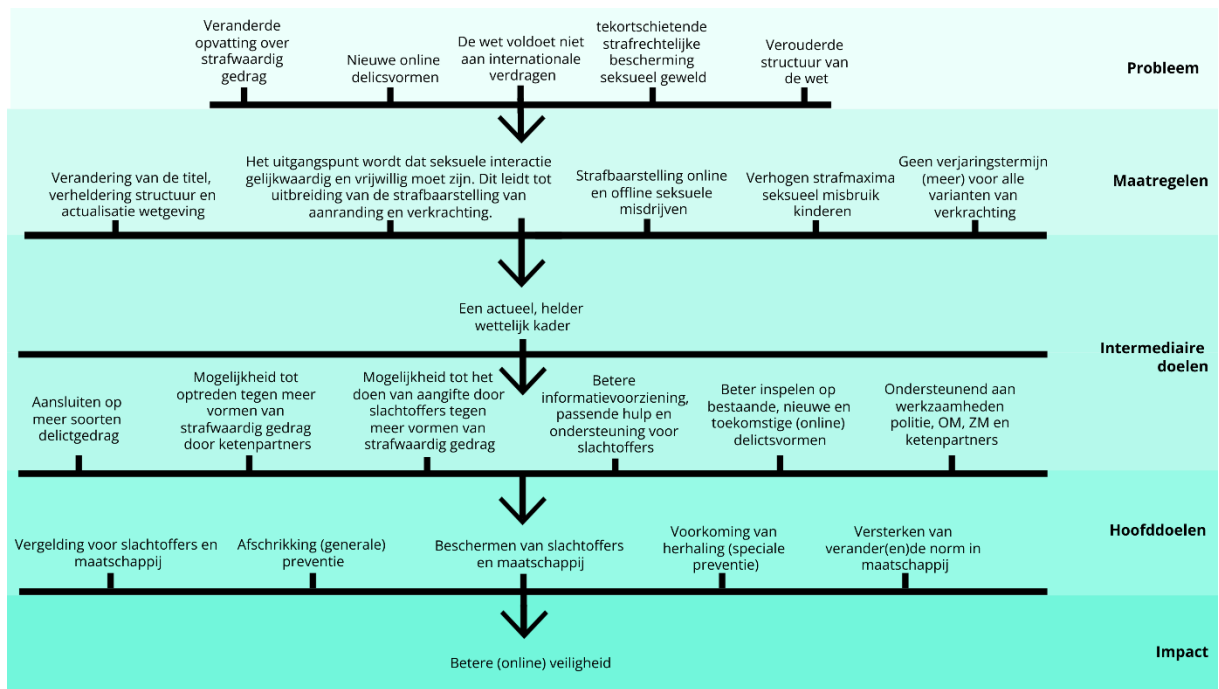 Veranderde
opvatting over
strafwaardig
gedrag
Nieuwe online
delicsvormen
De wet voldoet niet
aan internationale
verdragen
tekortschietende
strafrechtelijke
bescherming
seksueel geweld
Verouderde
structuur van
de wet
Probleem
Verandering van de titel,
verheldering structuur en
actualisatie wetgeving
Het uitgangspunt wordt dat seksuele interactie
gelijkwaardig en vrijwillig moet zijn. Dit leidt tot
uitbreiding van de strafbaarstelling van
aanranding en verkrachting.
Strafbaarstelling online
en offline seksuele
misdrijven
Verhogen strafmaxima
seksueel misbruik
kinderen
Geen verjaringstermijn
(meer) voor alle
varianten van
verkrachting
Maatregelen
Een actueel, helder
wettelijk kader
Intermediaire
doelen
Aansluiten op
meer soorten
delictgedrag
Mogelijkheid tot
optreden tegen meer
vormen van
strafwaardig gedrag
door ketenpartners
Mogelijkheid tot het
doen van aangifte door
slachtoffers tegen
meer vormen van
strafwaardig gedrag
Betere
informatievoorziening,
passende hulp en
ondersteuning voor
slachtoffers
Beter inspelen op
bestaande, nieuwe en
toekomstige (online)
delictsvormen
Ondersteunend aan
werkzaamheden
politie, OM, ZM en
ketenpartners
Vergelding voor slachtoffers en
maatschappij
Afschrikking (generale)
preventie
Beschermen van slachtoffers
en maatschappij
Voorkoming van
herhaling (speciale
preventie)
Versterken van
verander(en)de norm in
maatschappij
Hoofddoelen
Betere (online) veiligheid
Impact